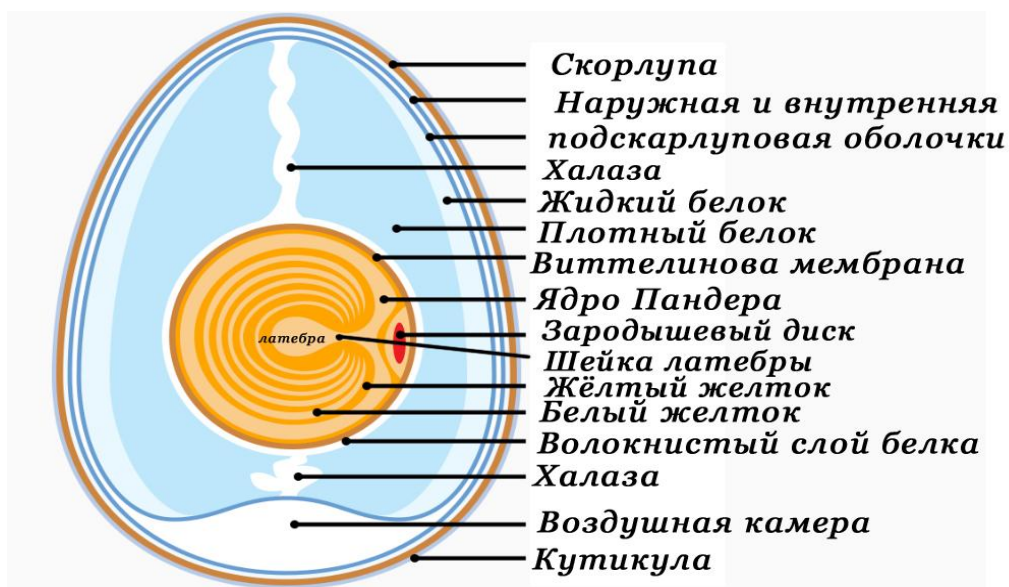 Скорлупа
Наружная и внутренняя
подскарлуповая оболочки
Халаза
Жидкий белок
Плотный белок
Виттелинова мембрана
Ядро Пандера
Зародышевый диск
латебра
Шейка латебры
Жёлтый желток
Белый желток
Волокнистый слой белка
Халаза
Воздушная камера
Кутикула